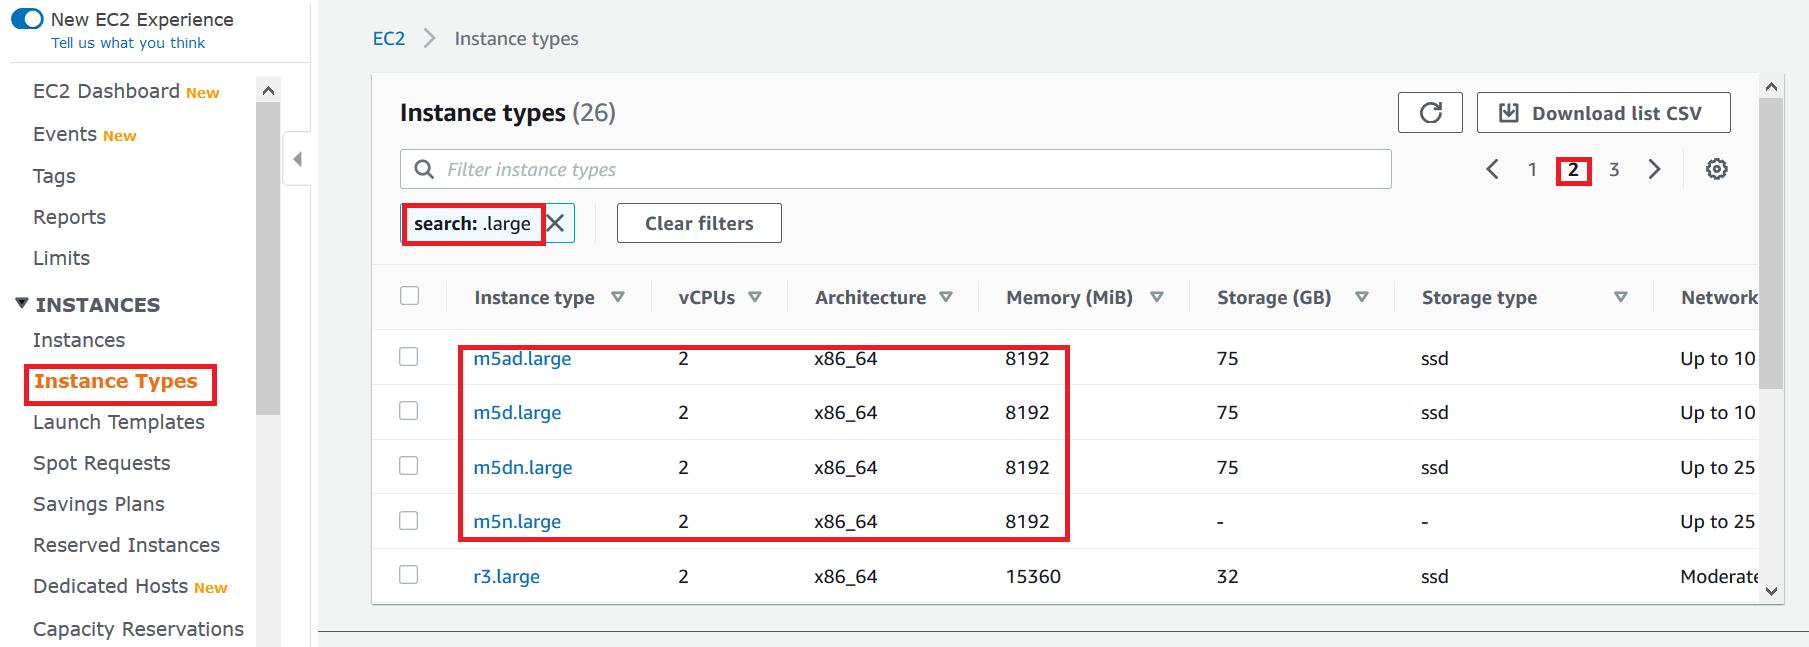 New EC2 Experience
Tell us what you think
EC2 Dashboard New
Events New
Tags
Reports
Limits
INSTANCES
Instances
Instance Types
Launch Templates
Spot Requests
Savings Plans
Reserved Instances
Dedicated Hosts New
Capacity Reservations
EC2 Instance types
Instance types (26)
Download list CSV
Filter instance types
1 2 3
search: .large
Clear filters
Instance type vCPUs Architecture Memory (MiB) Storage (GB) Storage type Network
m5ad.large 2 x86_64 8192 75 ssd Up to 10
m5d.large 2 x86_64 8192 75 ssd Up to 10
m5dn.large 2 x86_64 8192 75 ssd Up to 25
m5n.large 2 x86_64 8192 - - Up to 25
r3.large 2 x86_64 15360 32 ssd Moderate